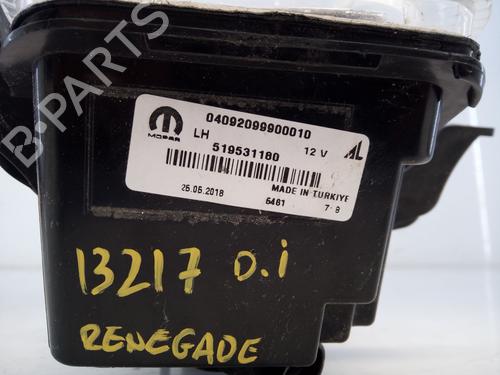 B-PARTS
MOPAR
04092099900010
LH
12 V
AL
519531180
25.05.2018
MADE IN TURKIYE
6461
7-8
13217 D.i
RENEGADE